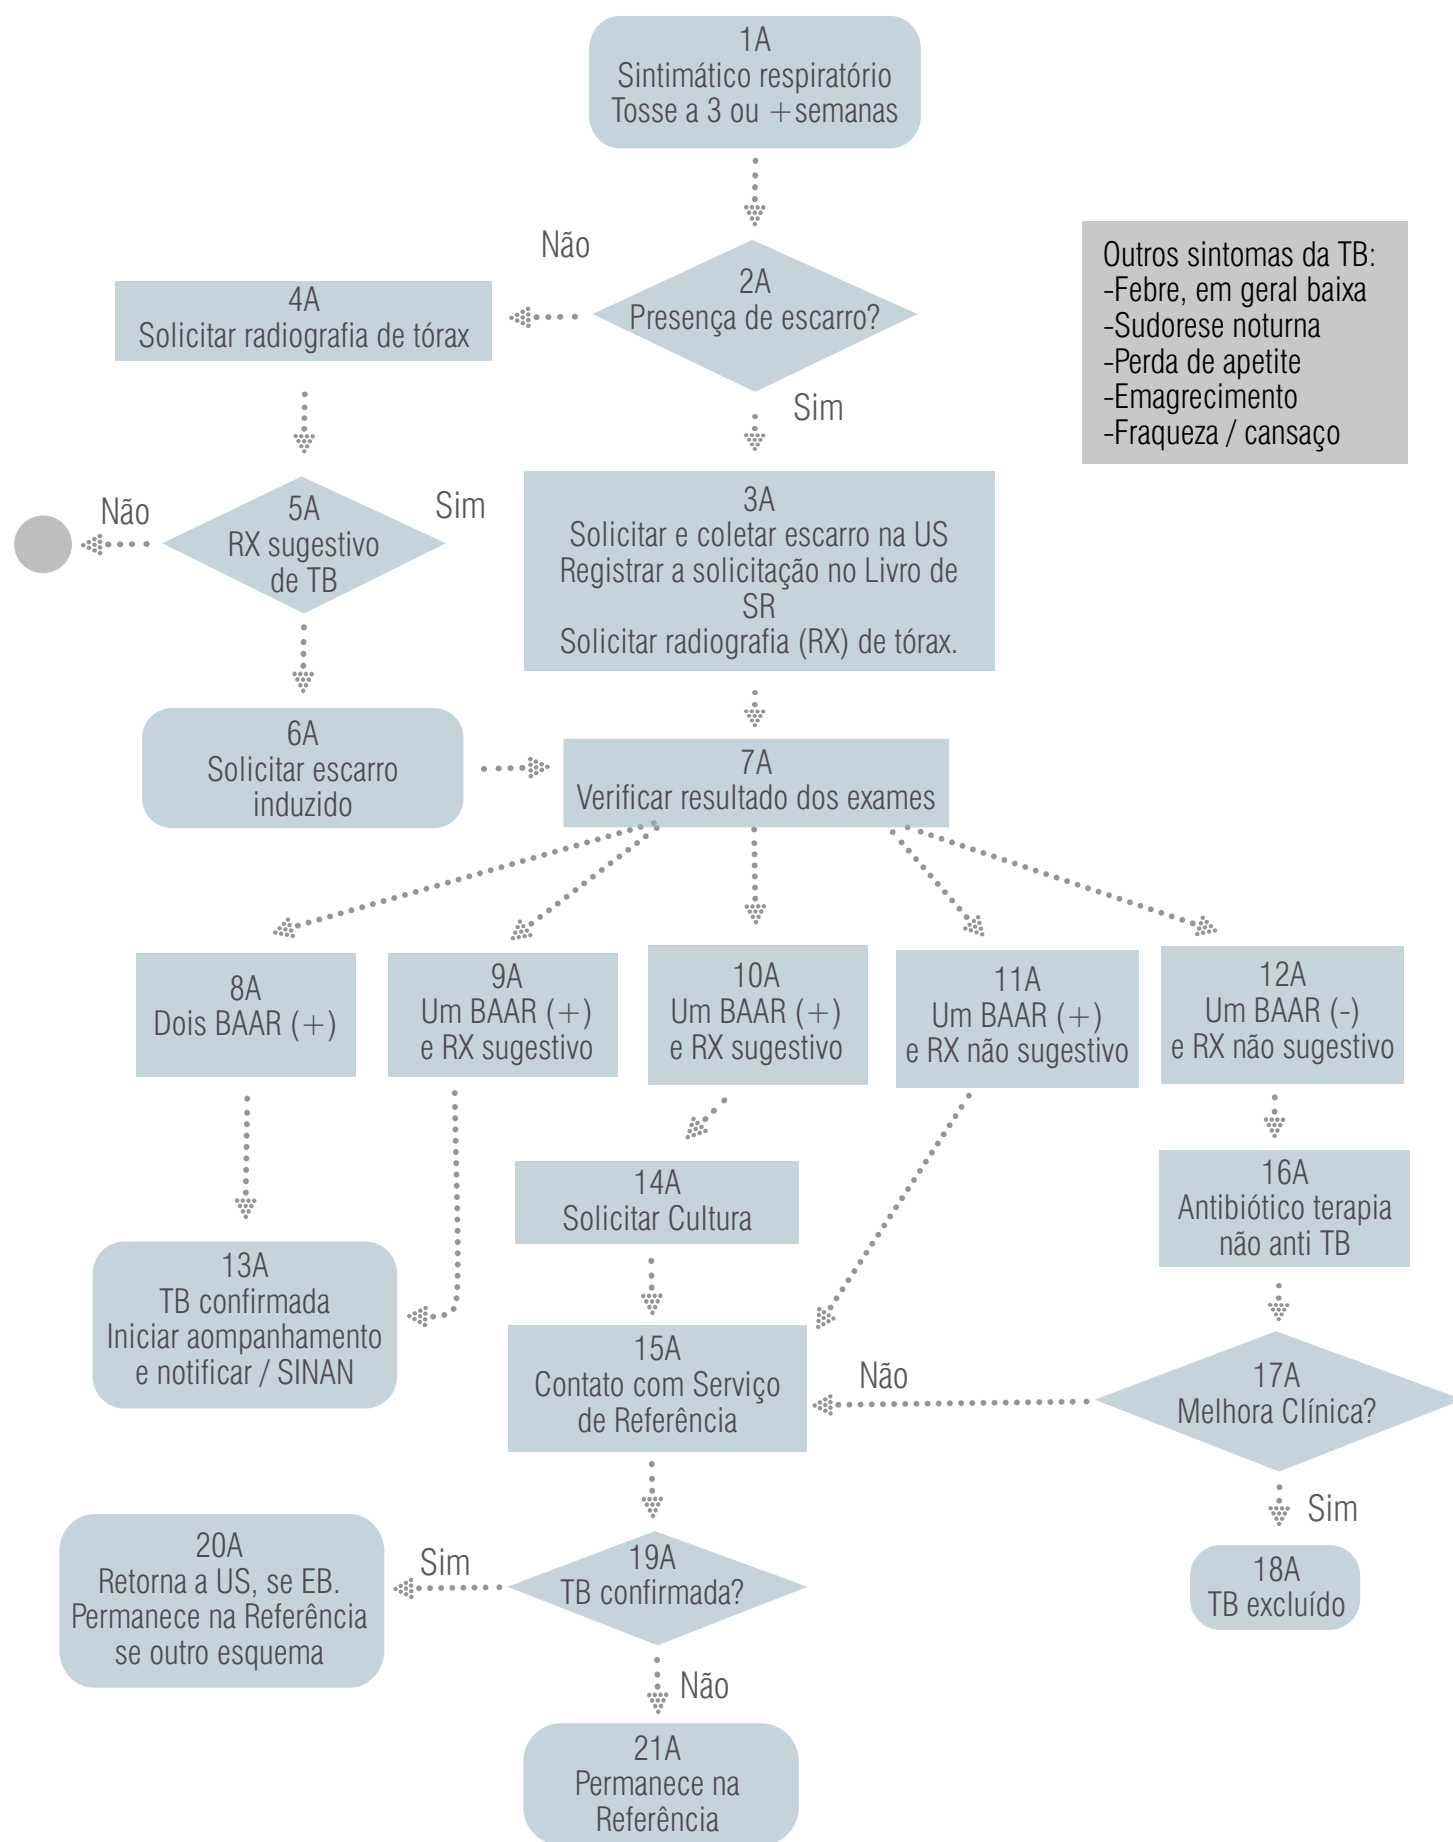 1A
Sintimático respiratório
Tosse a 3 ou +semanas
Não
2A
Presença de escarro?
Outros sintomas da TB:
-Febre, em geral baixa
-Sudorese noturna
-Perda de apetite
-Emagrecimento
-Fraqueza / cansaço
4A
Solicitar radiografia de tórax
Sim
Não
5A
RX sugestivo
de TB
Sim
3A
Solicitar e coletar escarro na US
Registrar a solicitação no Livro de
SR
Solicitar radiografia (RX) de tórax.
6A
Solicitar escarro
induzido
7A
Verificar resultado dos exames
8A
Dois BAAR (+)
9A
Um BAAR (+)
e RX sugestivo
10A
Um BAAR (+)
e RX sugestivo
11A
Um BAAR (+)
e RX não sugestivo
12A
Um BAAR (-)
e RX não sugestivo
13A
TB confirmada
Iniciar aompanhamento
e notificar / SINAN
14A
Solicitar Cultura
16A
Antibiótico terapia
não anti TB
15A
Contato com Serviço
de Referência
Não
17A
Melhora Clínica?
Sim
18A
TB excluído
20A
Retorna a US, se EB.
Permanece na Referência
se outro esquema
Sim
19A
TB confirmada?
Não
21A
Permanece na
Referência